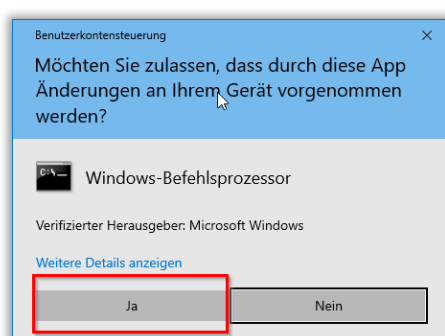 Benutzerkontensteuerung
Möchten Sie zulassen, dass durch diese App
Änderungen an Ihrem Gerät vorgenommen
werden?
C:\_
Windows-Befehlsprozessor
Verifizierter Herausgeber: Microsoft Windows
Weitere Details anzeigen
Ja
Nein